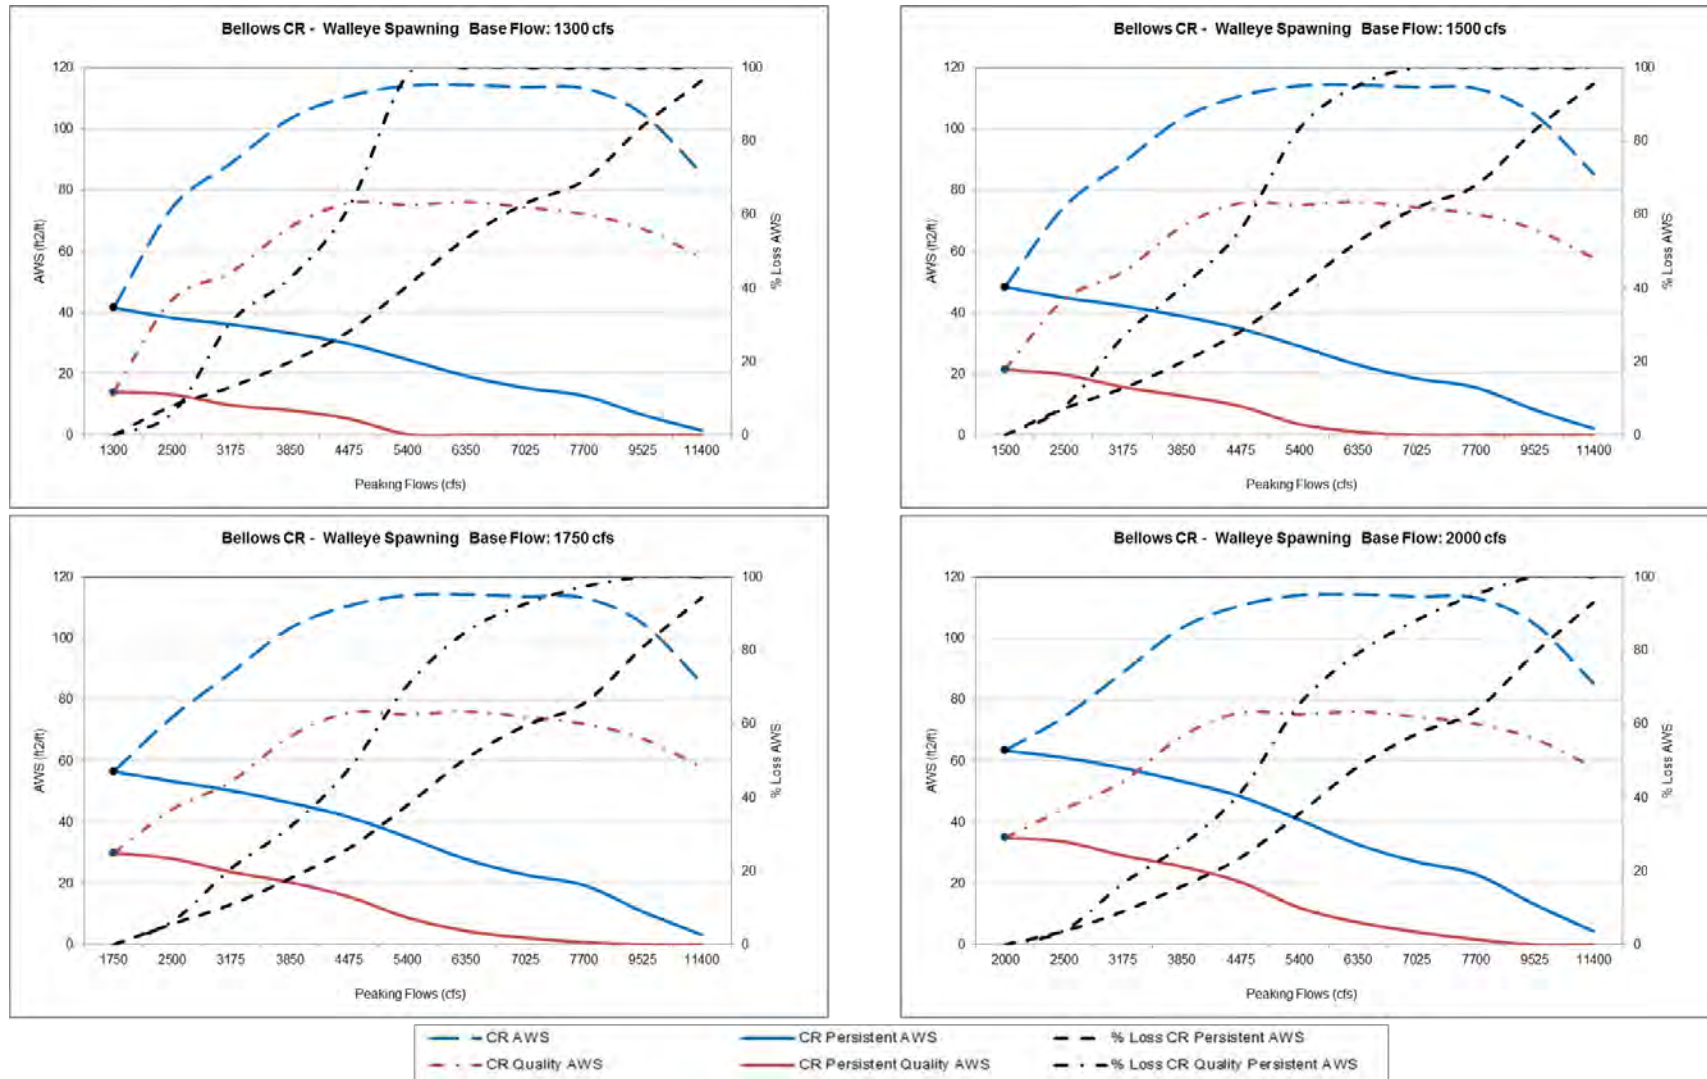 Bellows CR - Walleye Spawning Base Flow: 1300 cfs
120
100
80
60
40
20
0
AWS (ft2/ft)
100
80
60
40
20
0
% Loss AWS
1300 2500 3175 3850 4475 5400 6350 7025 7700 9525 11400
Peaking Flows (cfs)
Bellows CR - Walleye Spawning Base Flow: 1500 cfs
120
100
80
60
40
20
0
AWS (ft2/ft)
100
80
60
40
20
0
% Loss AWS
1500 2500 3175 3850 4475 5400 6350 7025 7700 9525 11400
Peaking Flows (cfs)
Bellows CR - Walleye Spawning Base Flow: 1750 cfs
120
100
80
60
40
20
0
AWS (ft2/ft)
100
80
60
40
20
0
% Loss AWS
1750 2500 3175 3850 4475 5400 6350 7025 7700 9525 11400
Peaking Flows (cfs)
Bellows CR - Walleye Spawning Base Flow: 2000 cfs
120
100
80
60
40
20
0
AWS (ft2/ft)
100
80
60
40
20
0
% Loss AWS
2000 2500 3175 3850 4475 5400 6350 7025 7700 9525 11400
Peaking Flows (cfs)
CR AWS CR Persistent AWS % Loss CR Persistent AWS
CR Quality AWS CR Persistent Quality AWS % Loss CR Quality Persistent AWS